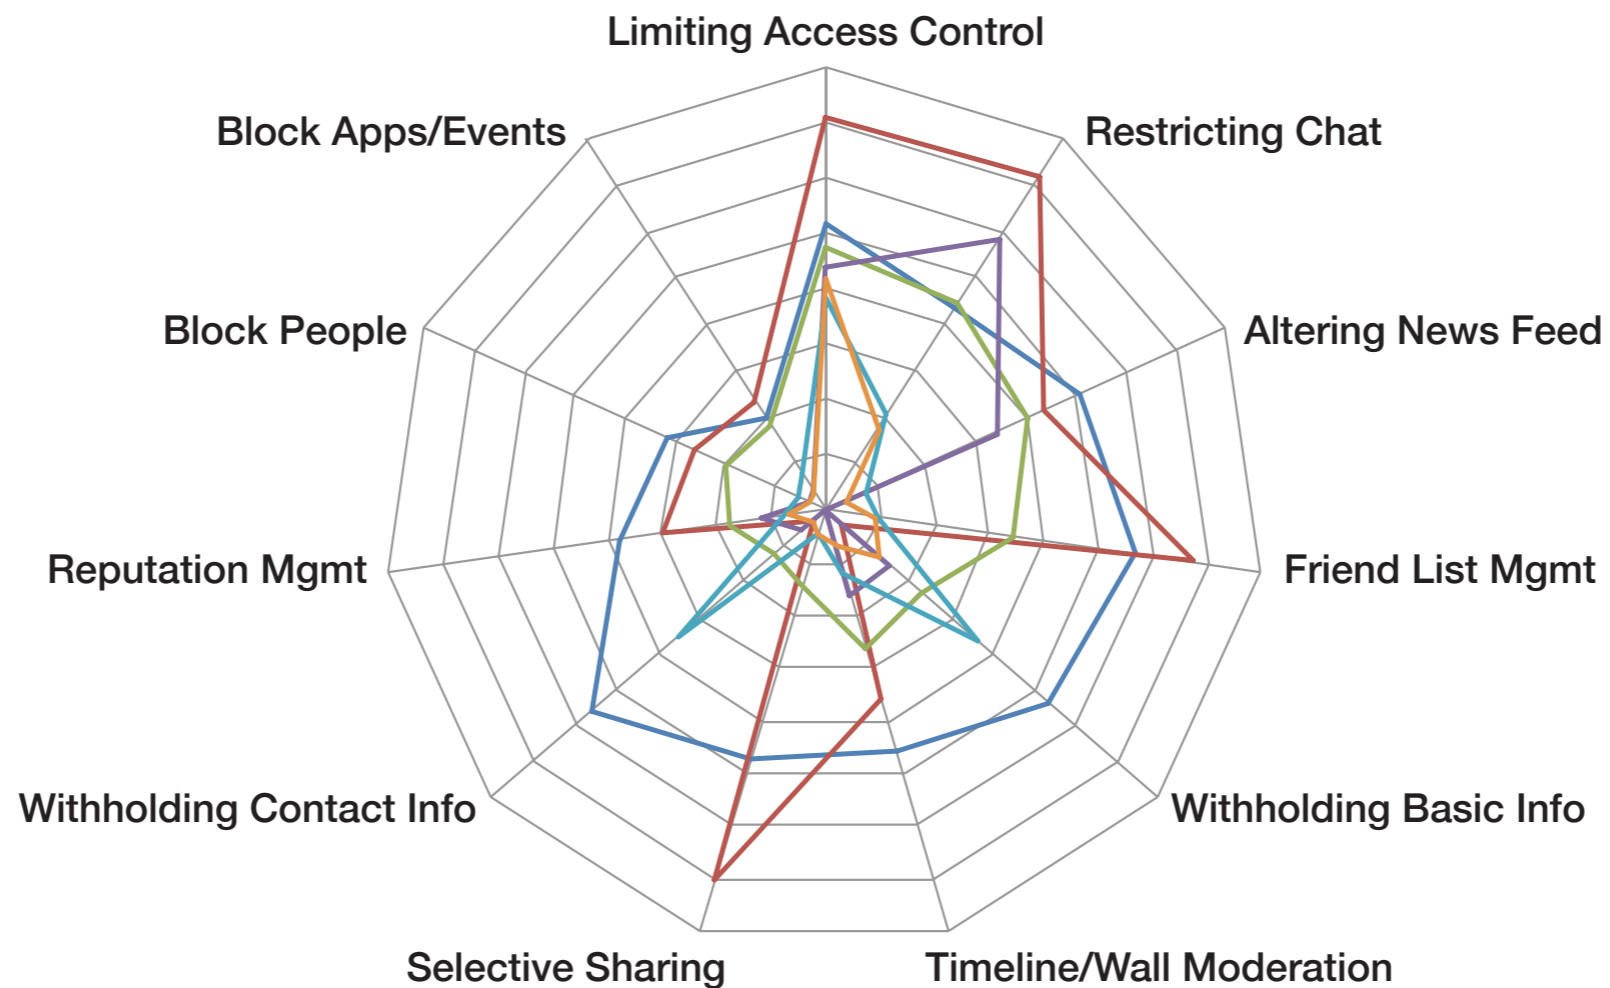 Limiting Access Control
Block Apps/Events
Restricting Chat
Block People
Altering News Feed
Reputation Mgmt
Friend List Mgmt
Withholding Contact Info
Withholding Basic Info
Selective Sharing
Timeline/Wall Moderation